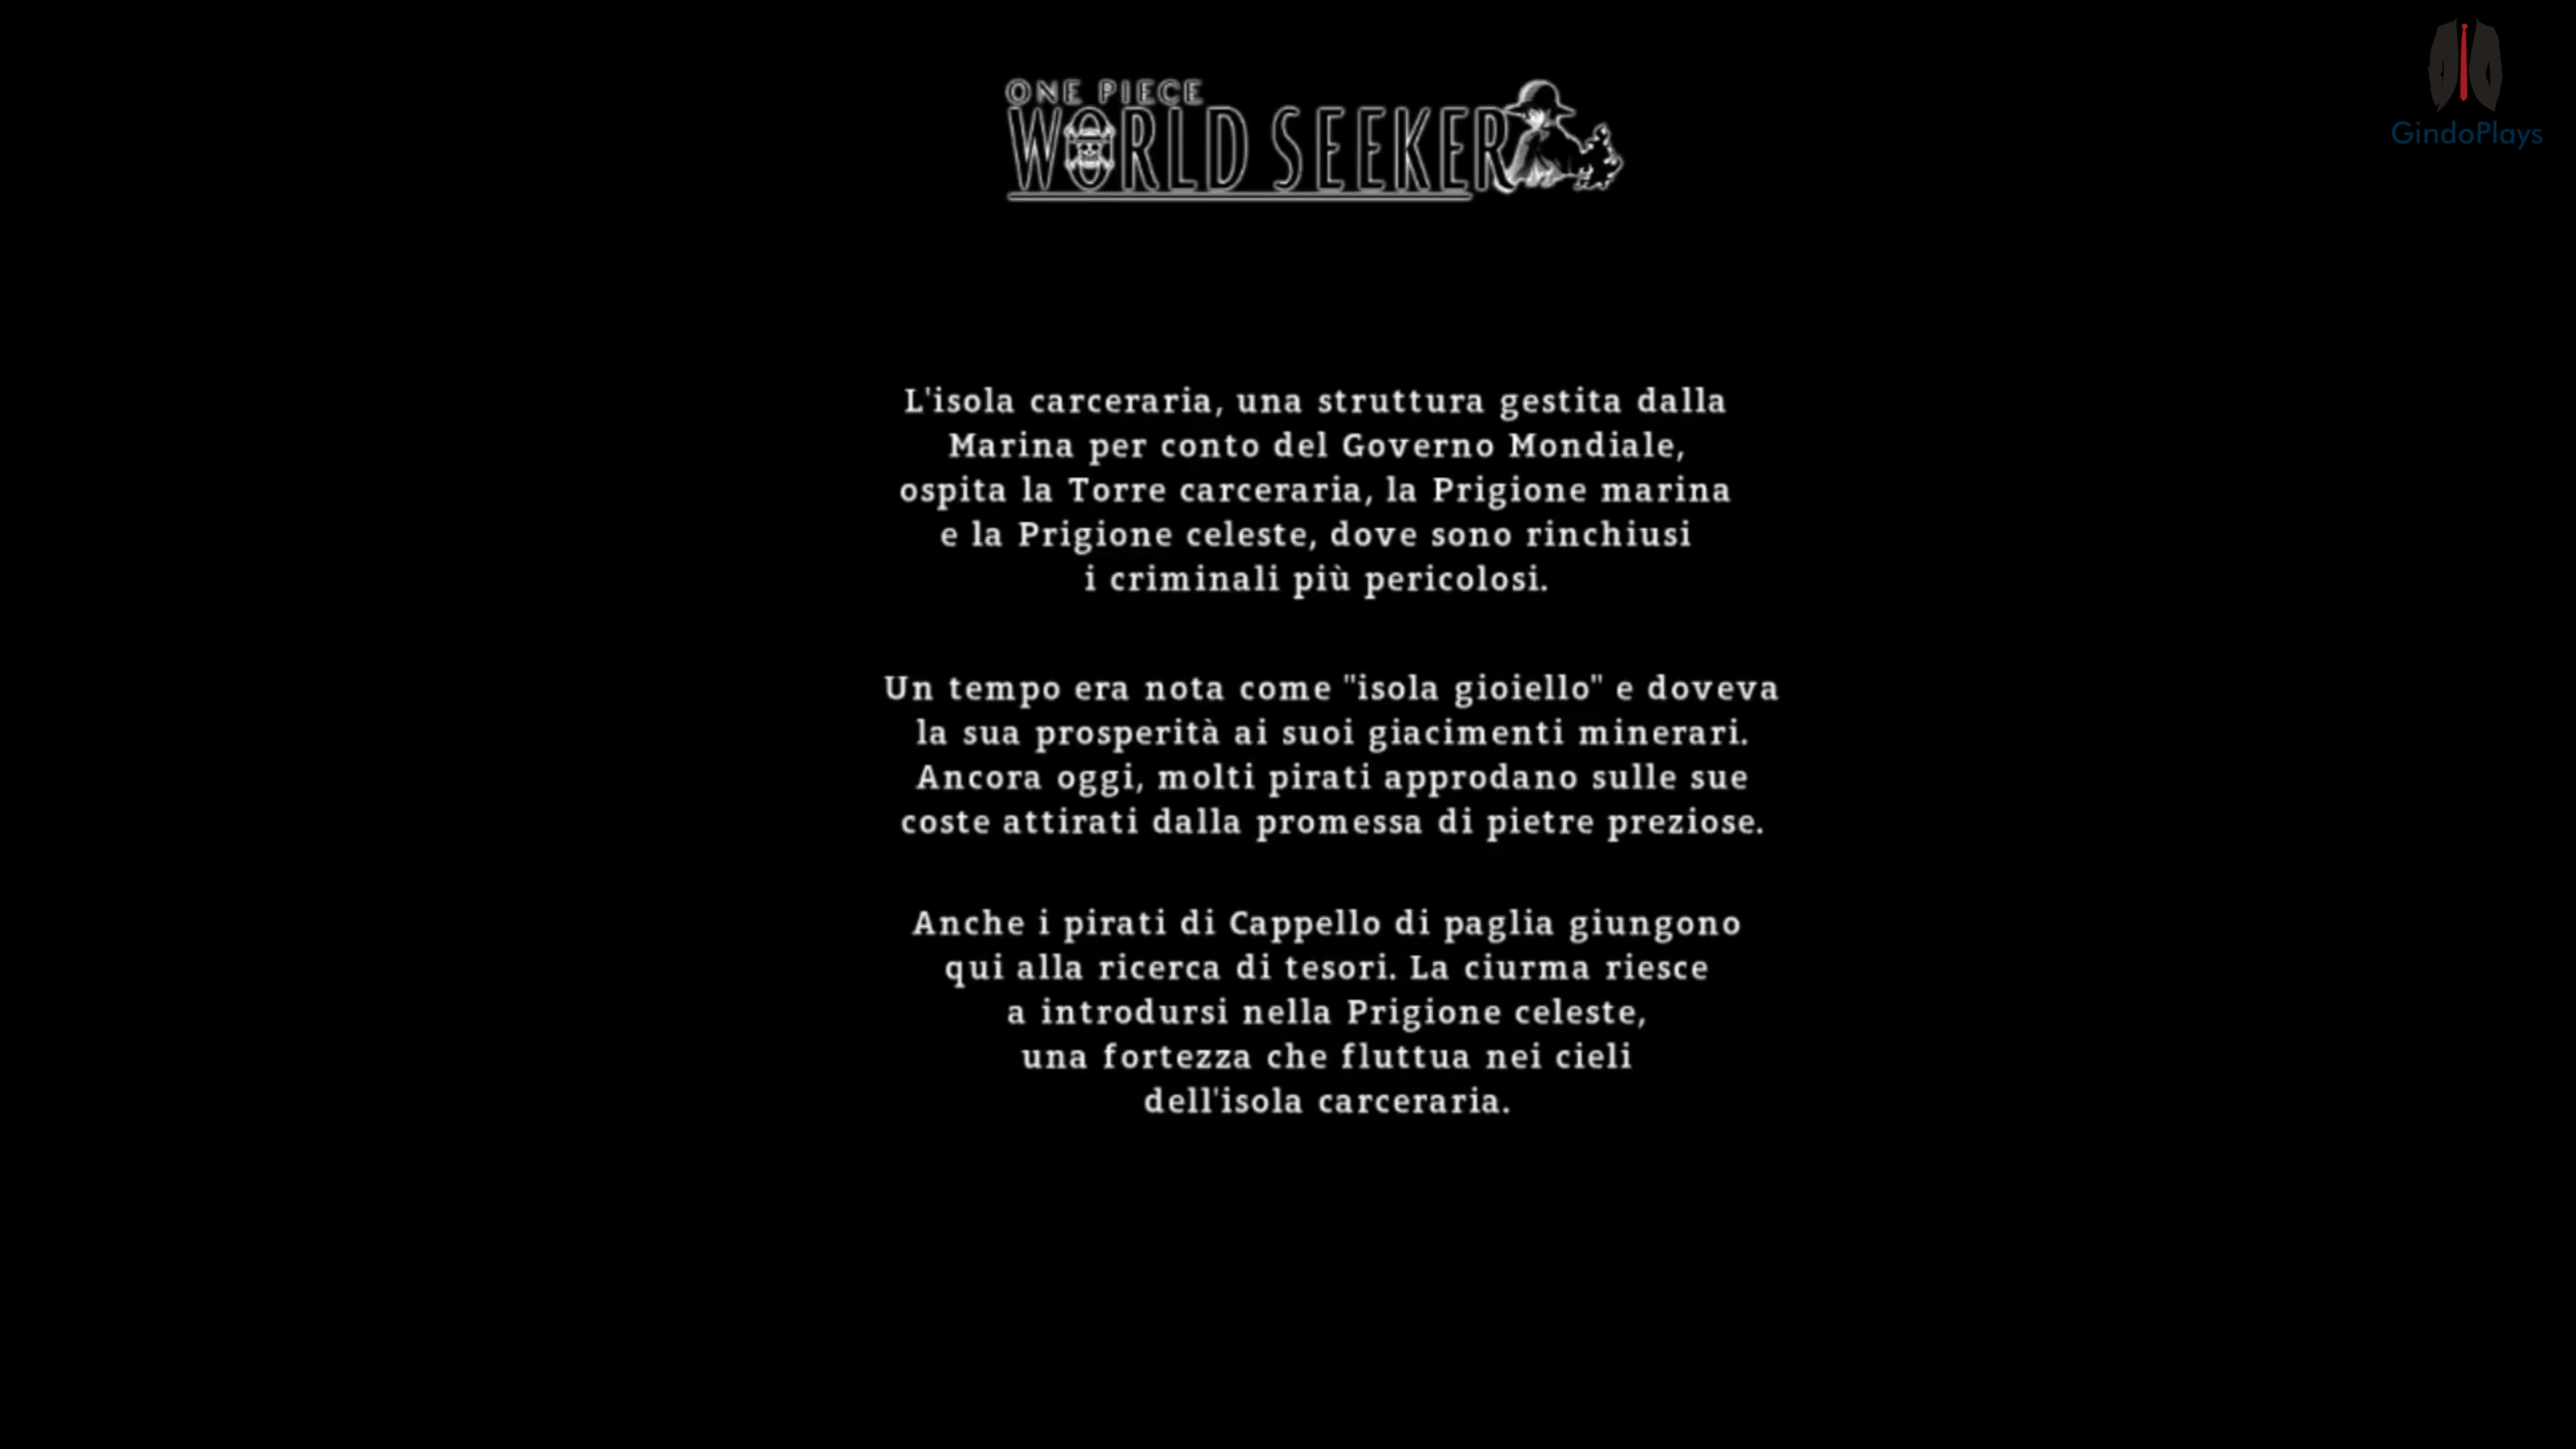 GindoPlays
ONE PIECE
WORLD SEEKER
L'isola carceraria, una struttura gestita dalla
Marina per conto del Governo Mondiale,
ospita la Torre carceraria, la Prigione marina
e la Prigione celeste, dove sono rinchiusi
i criminali più pericolosi.
Un tempo era nota come "isola gioiello" e doveva
la sua prosperità ai suoi giacimenti minerari.
Ancora oggi, molti pirati approdano sulle sue
coste attirati dalla promessa di pietre preziose.
Anche i pirati di Cappello di paglia giungono
qui alla ricerca di tesori. La ciurma riesce
a introdursi nella Prigione celeste,
una fortezza che fluttua nei cieli
dell'isola carceraria.